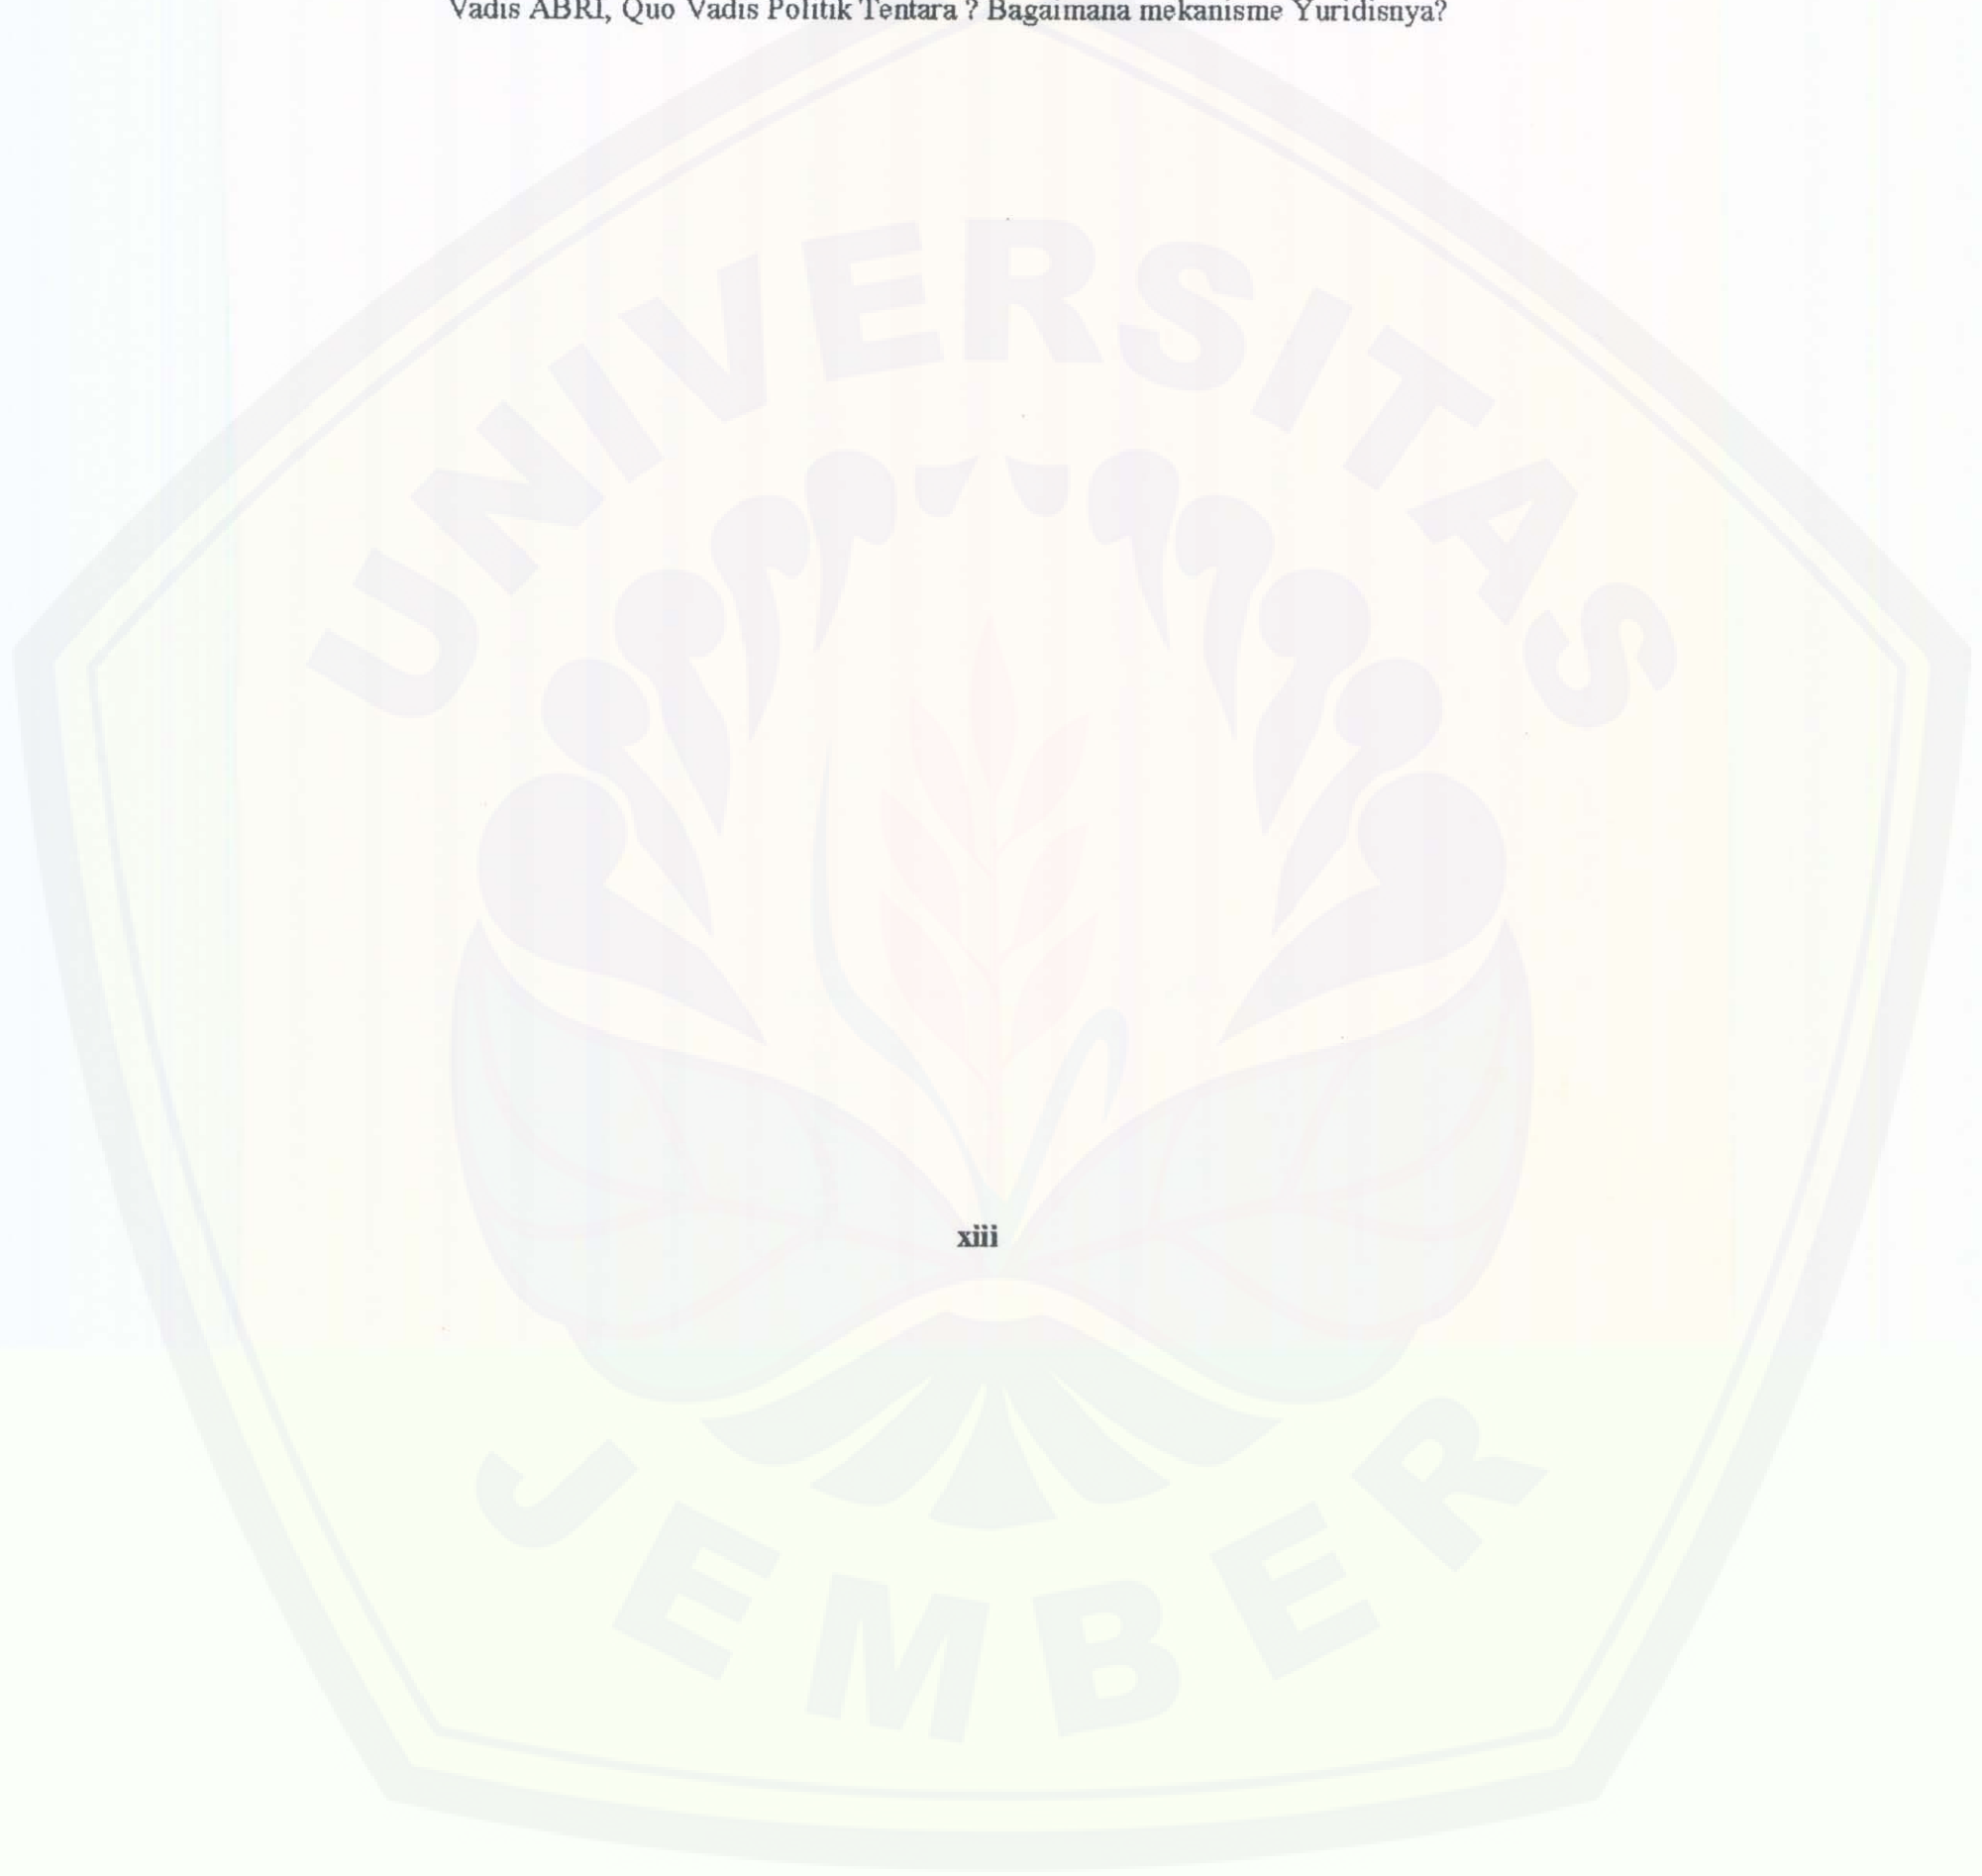 Vadis ABRI, Quo Vadis Politik Tentara ? Bagaimana mekanisme Yuridisnya?
UNIVERSITAS
xiii
JEMBER